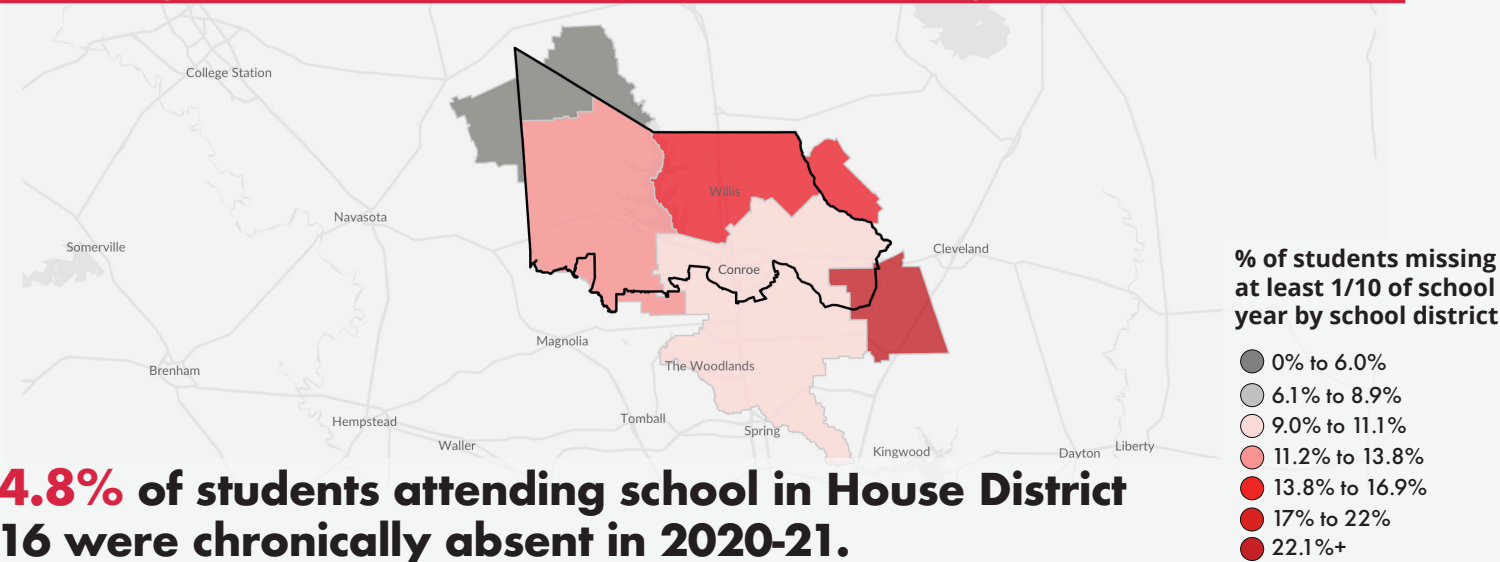 College Station
Willis
Navasota
Somerville
Cleveland
Conroe
Magnolia
The Woodlands
Brenham
Hempstead
Tomball
Spring
Waller
Kingwood
Dayton
Liberty
% of students missing
at least 1/10 of school
year by school district
0% to 6.0%
6.1% to 8.9%
9.0% to 11.1%
11.2% to 13.8%
13.8% to 16.9%
17% to 22%
22.1%+
4.8% of students attending school in House District
16 were chronically absent in 2020-21.